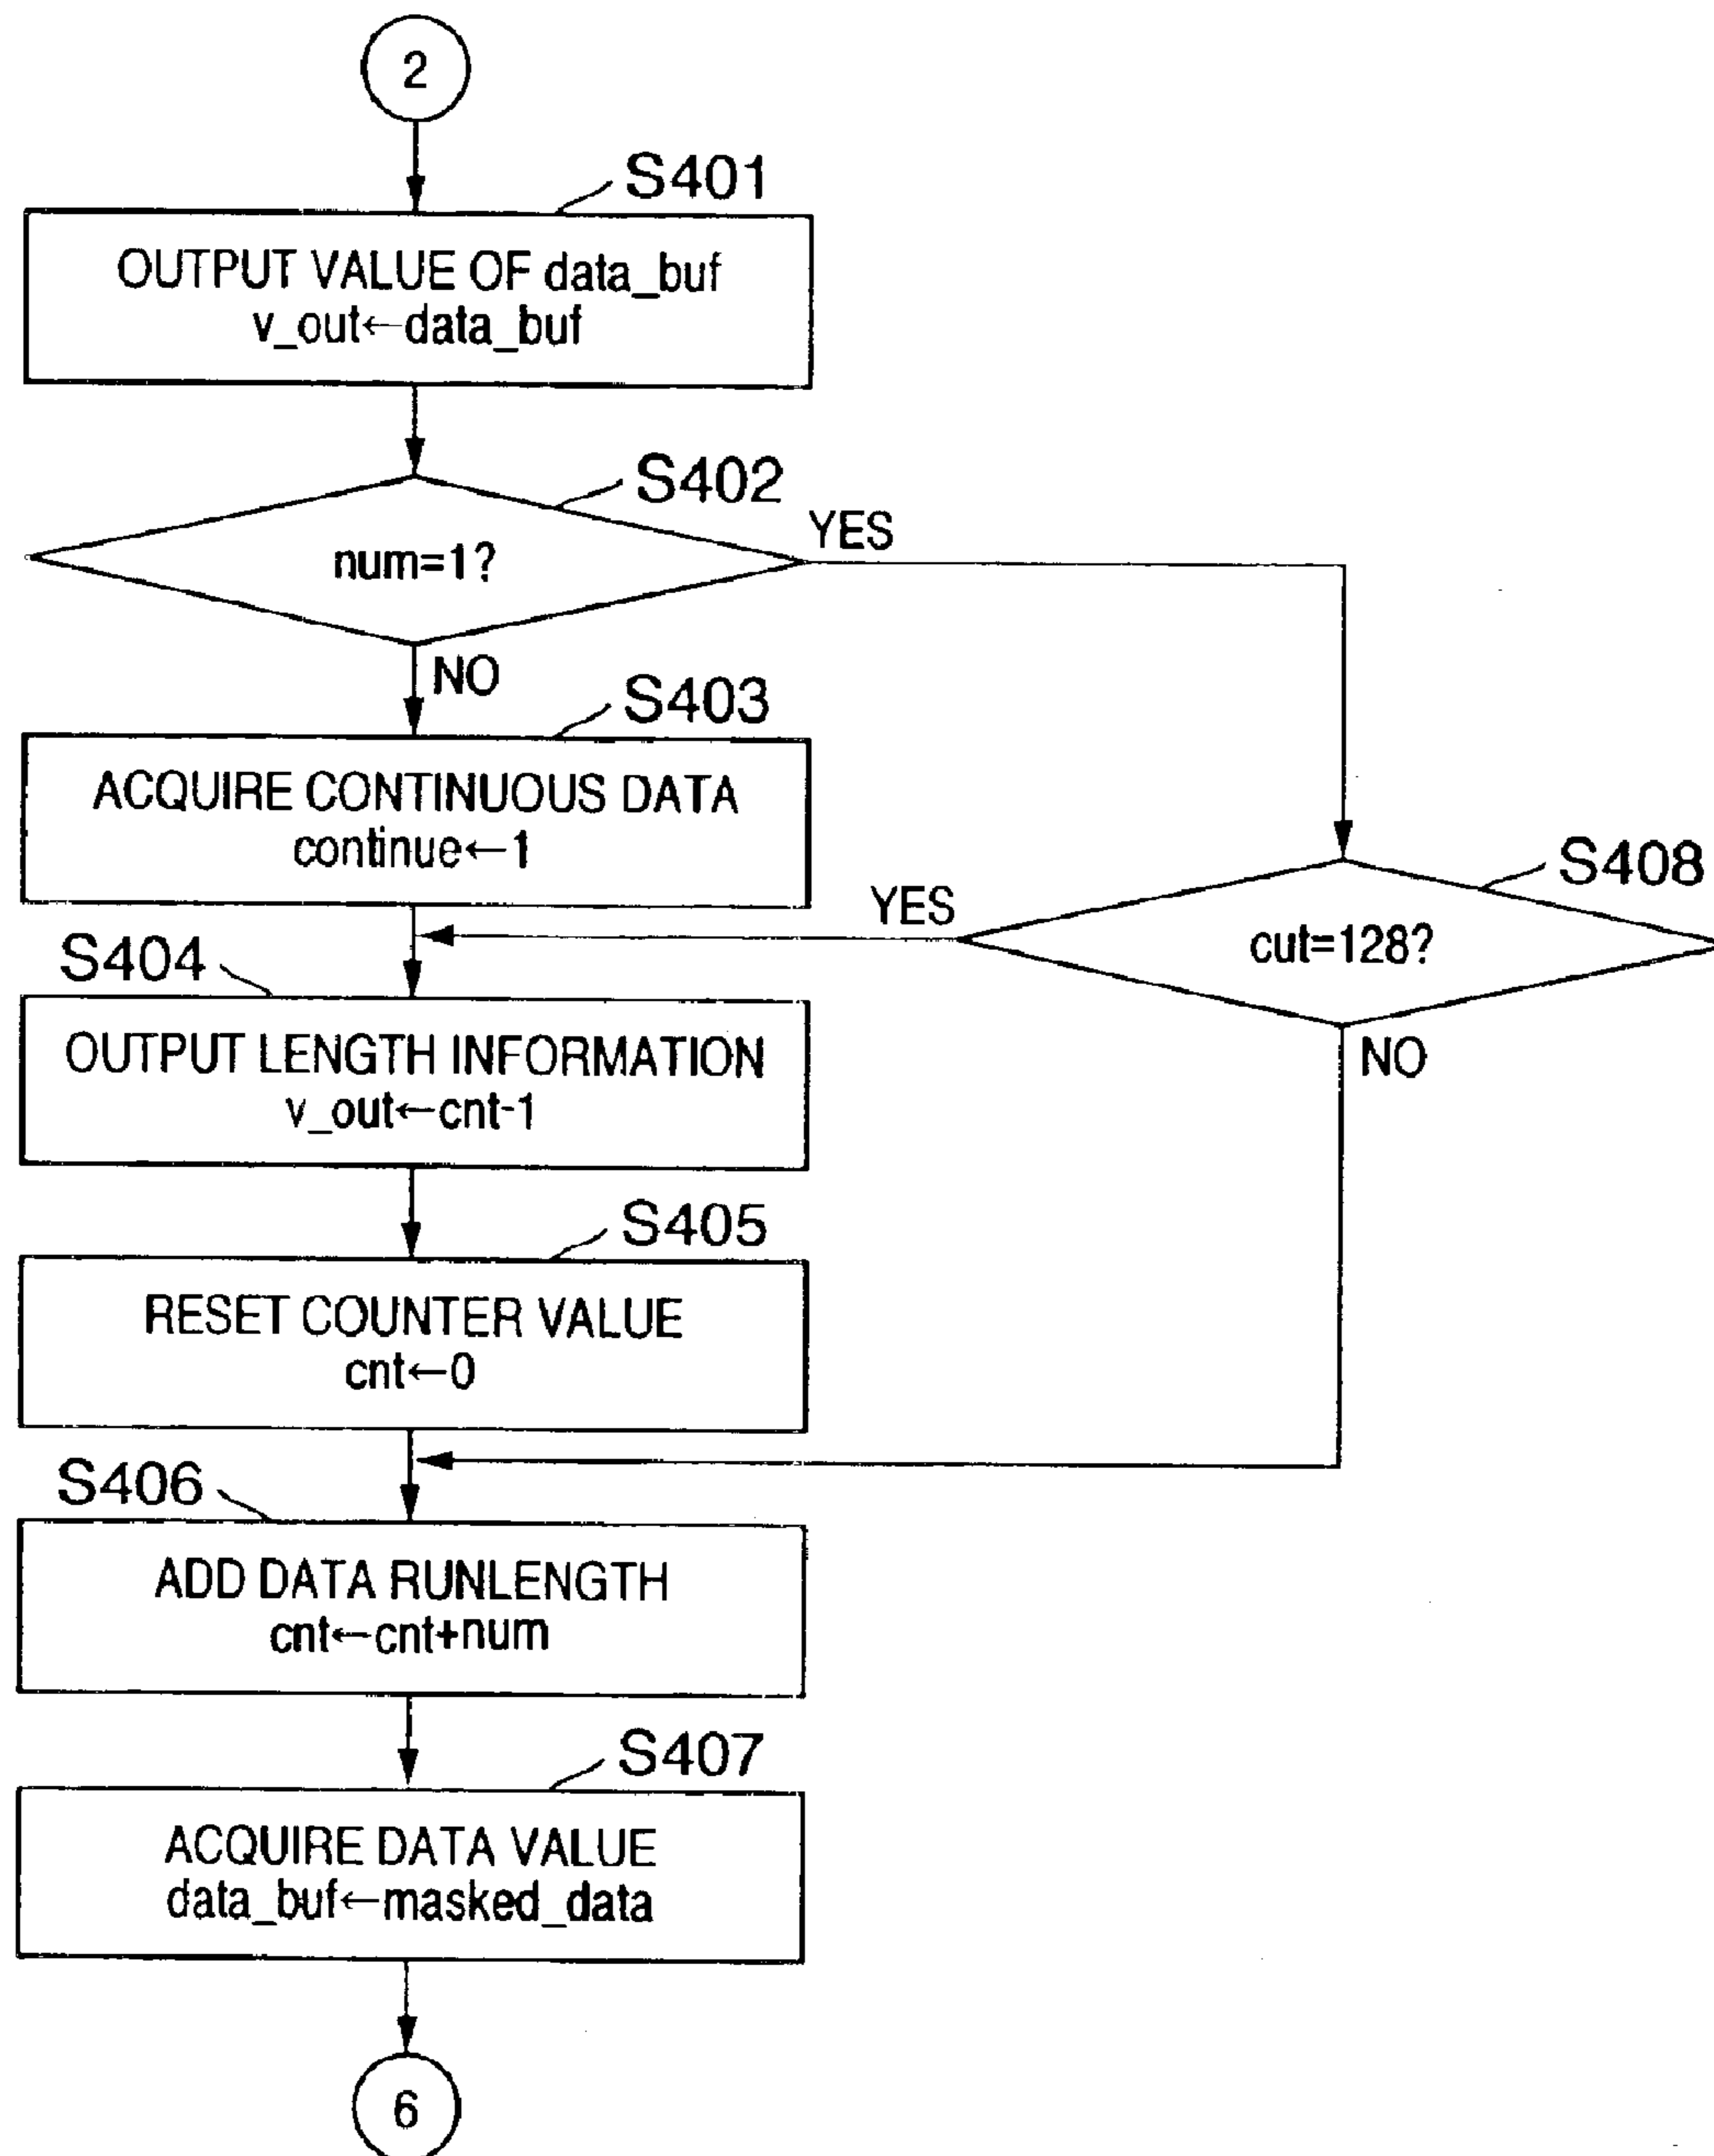 2
S401
OUTPUT VALUE OF data_buf
v_out←data_buf
S402
num=1?
YES
NO
S403
ACQUIRE CONTINUOUS DATA
continue←1
S408
cut=128?
YES
NO
S404
OUTPUT LENGTH INFORMATION
v_out←cnt-1
S405
RESET COUNTER VALUE
cnt←0
S406
ADD DATA RUNLENGTH
cnt←cnt+num
S407
ACQUIRE DATA VALUE
data_buf←masked_data
6